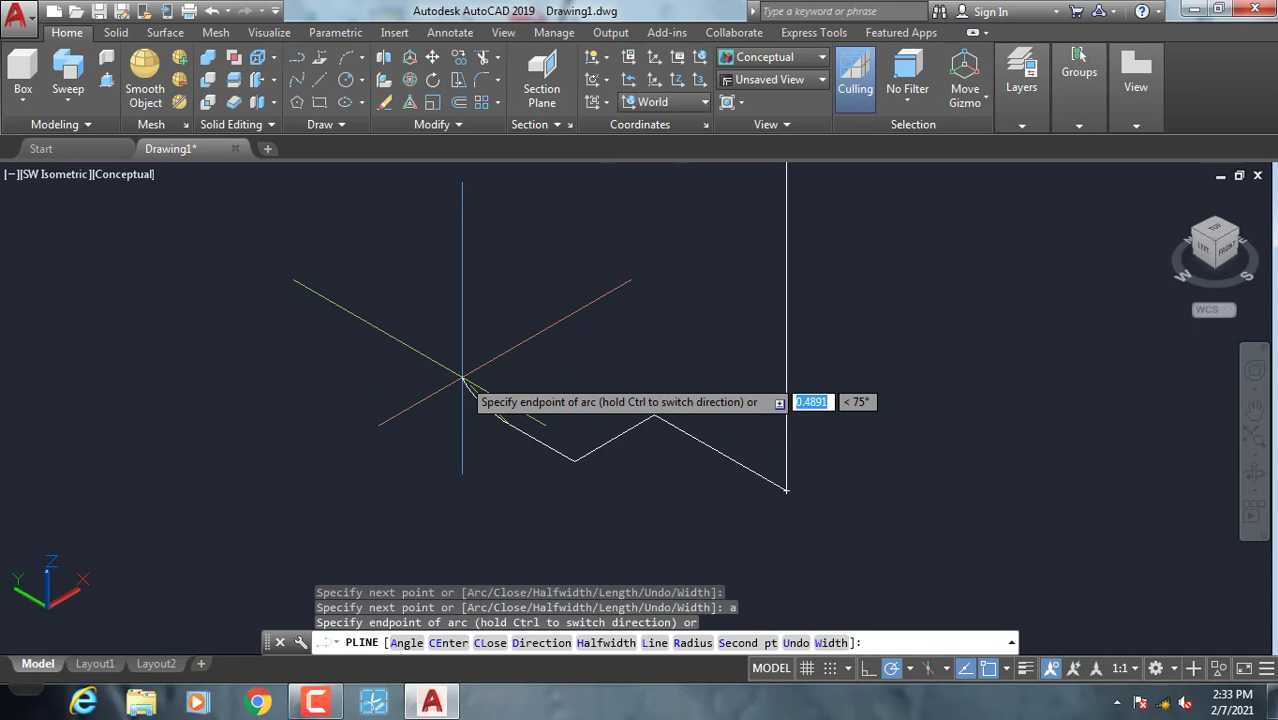 Autodesk AutoCAD 2019 Drawing1.dwg
Type a keyword or phrase
Sign In
Home Solid Surface Mesh Visualize Parametric Insert Annotate View Manage Output Add-ins Collaborate Express Tools Featured Apps
Box
Sweep
Smooth Object
Section Plane
World
Conceptual
Unsaved View
Culling
No Filter
Move Gizmo
Layers
Groups
View
Modeling Mesh Solid Editing Draw Modify Section Coordinates View Selection
Start
Drawing1*
[−][SW Isometric][Conceptual]
TOP
LEFT
FRONT
W
S
WCS
Specify endpoint of arc (hold Ctrl to switch direction) or 0.4891 < 75°
Z
Y
X
Specify next point or [Arc/Close/Halfwidth/Length/Undo/Width]:
Specify next point or [Arc/Close/Halfwidth/Length/Undo/Width]: a
Specify endpoint of arc (hold Ctrl to switch direction) or
PLINE [Angle CEnter CLose Direction Halfwidth Line Radius Second pt Undo Width]:
Model Layout1 Layout2
MODEL
1:1
2:33 PM
2/7/2021